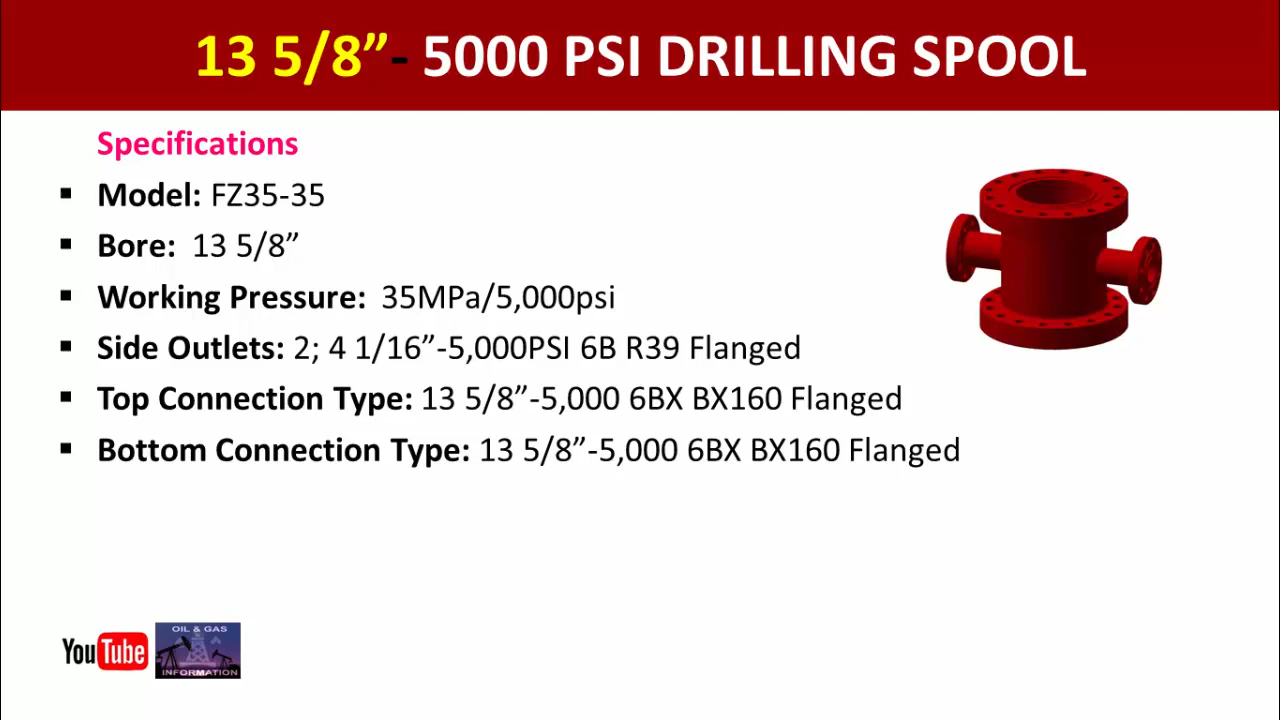 13 5/8”- 5000 PSI DRILLING SPOOL
Specifications
▪ Model: FZ35-35
▪ Bore: 13 5/8”
▪ Working Pressure: 35MPa/5,000psi
▪ Side Outlets: 2; 4 1/16”-5,000PSI 6B R39 Flanged
▪ Top Connection Type: 13 5/8”-5,000 6BX BX160 Flanged
▪ Bottom Connection Type: 13 5/8”-5,000 6BX BX160 Flanged
YouTube
OIL & GAS
INFORMATION